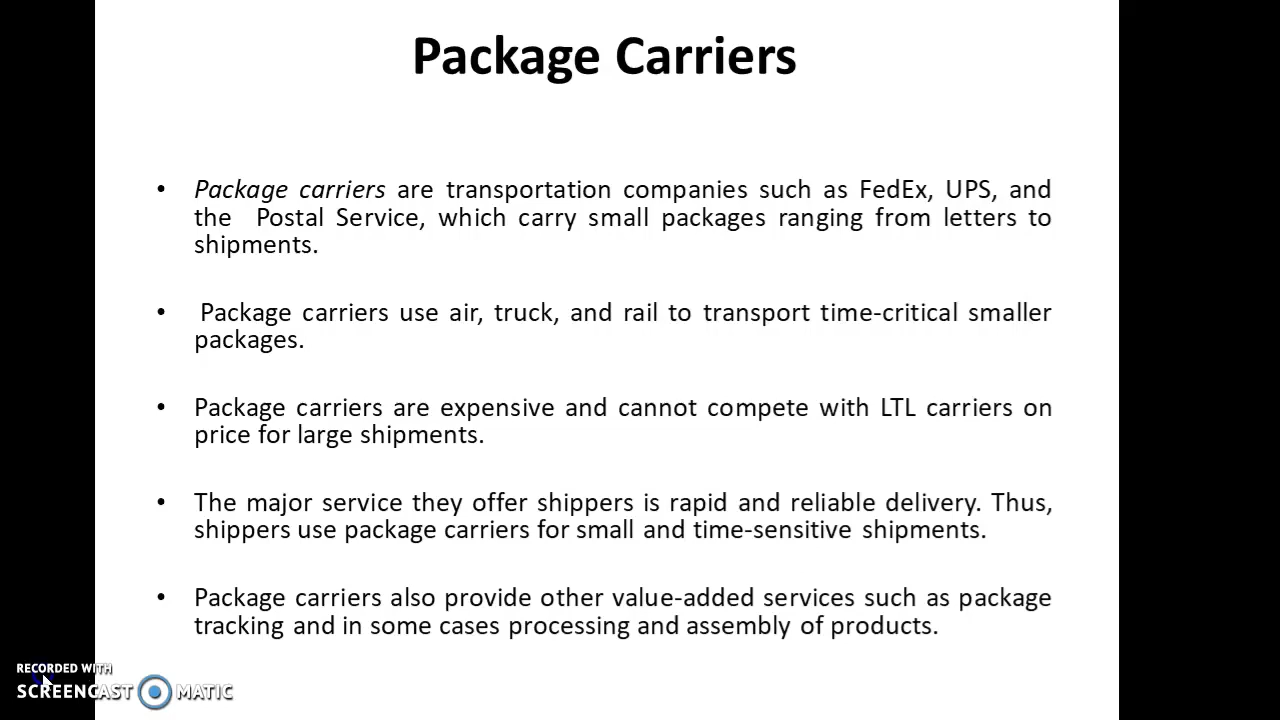 Package Carriers
• Package carriers are transportation companies such as FedEx, UPS, and
the Postal Service, which carry small packages ranging from letters to
shipments.
• Package carriers use air, truck, and rail to transport time-critical smaller
packages.
• Package carriers are expensive and cannot compete with LTL carriers on
price for large shipments.
• The major service they offer shippers is rapid and reliable delivery. Thus,
shippers use package carriers for small and time-sensitive shipments.
• Package carriers also provide other value-added services such as package
tracking and in some cases processing and assembly of products.
RECORDED WITH
SCREENCAST MATIC